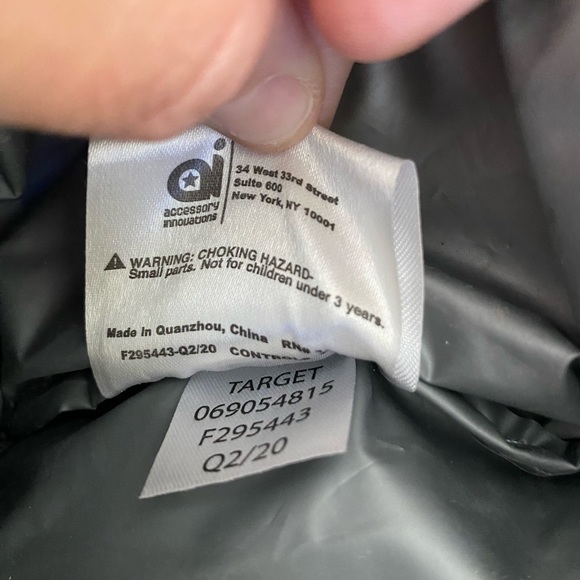 ai
accessory
innovations
34 West 33rd Street
Suite 600
New York, NY 10001
WARNING: CHOKING HAZARD-
Small parts. Not for children under 3 years.
Made in Quanzhou, China
F295443-Q2/20
TARGET
069054815
F295443
Q2/20